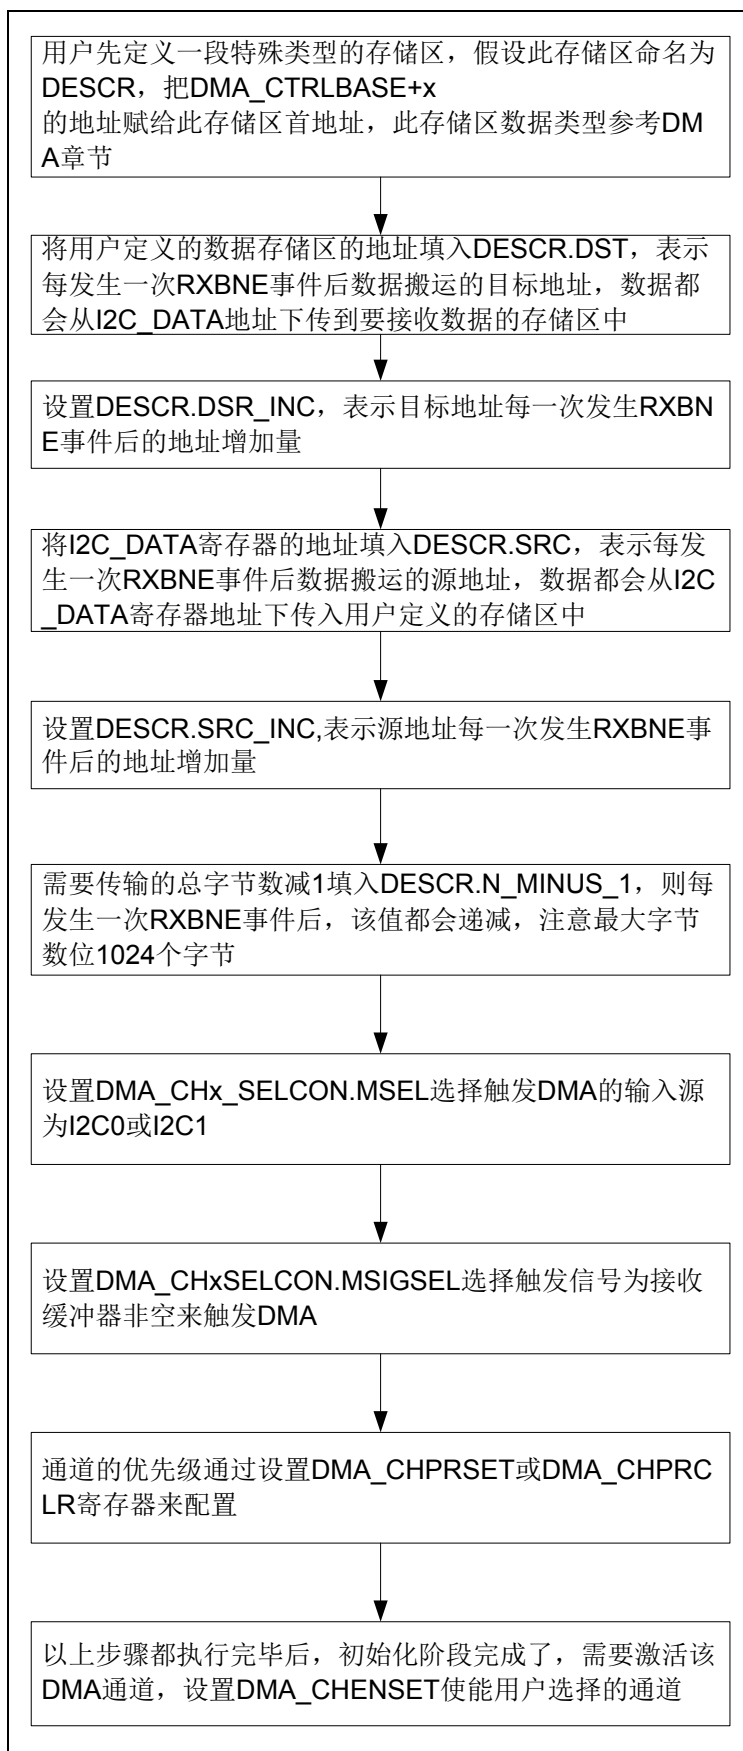 用户先定义一段特殊类型的存储区，假设此存储区命名为
DESCR，把DMA_CTRLBASE+x
的地址赋给此存储区首地址，此存储区数据类型参考DM
A章节
将用户定义的数据存储区的地址填入DESCR.DST，表示
每发生一次RXBNE事件后数据搬运的目标地址，数据都
会从I2C_DATA地址下传到要接收数据的存储区中
设置DESCR.DSR_INC，表示目标地址每一次发生RXBN
E事件后的地址增加量
将I2C_DATA寄存器的地址填入DESCR.SRC，表示每发
生一次RXBNE事件后数据搬运的源地址，数据都会从I2C
_DATA寄存器地址下传入用户定义的存储区中
设置DESCR.SRC_INC,表示源地址每一次发生RXBNE事
件后的地址增加量
需要传输的总字节数减1填入DESCR.N_MINUS_1，则每
发生一次RXBNE事件后，该值都会递减，注意最大字节
数位1024个字节
设置DMA_CHx_SELCON.MSEL选择触发DMA的输入源
为I2C0或I2C1
设置DMA_CHxSELCON.MSIGSEL选择触发信号为接收
缓冲器非空来触发DMA
通道的优先级通过设置DMA_CHPRSET或DMA_CHPRC
LR寄存器来配置
以上步骤都执行完毕后，初始化阶段完成了，需要激活该
DMA通道，设置DMA_CHENSET使能用户选择的通道